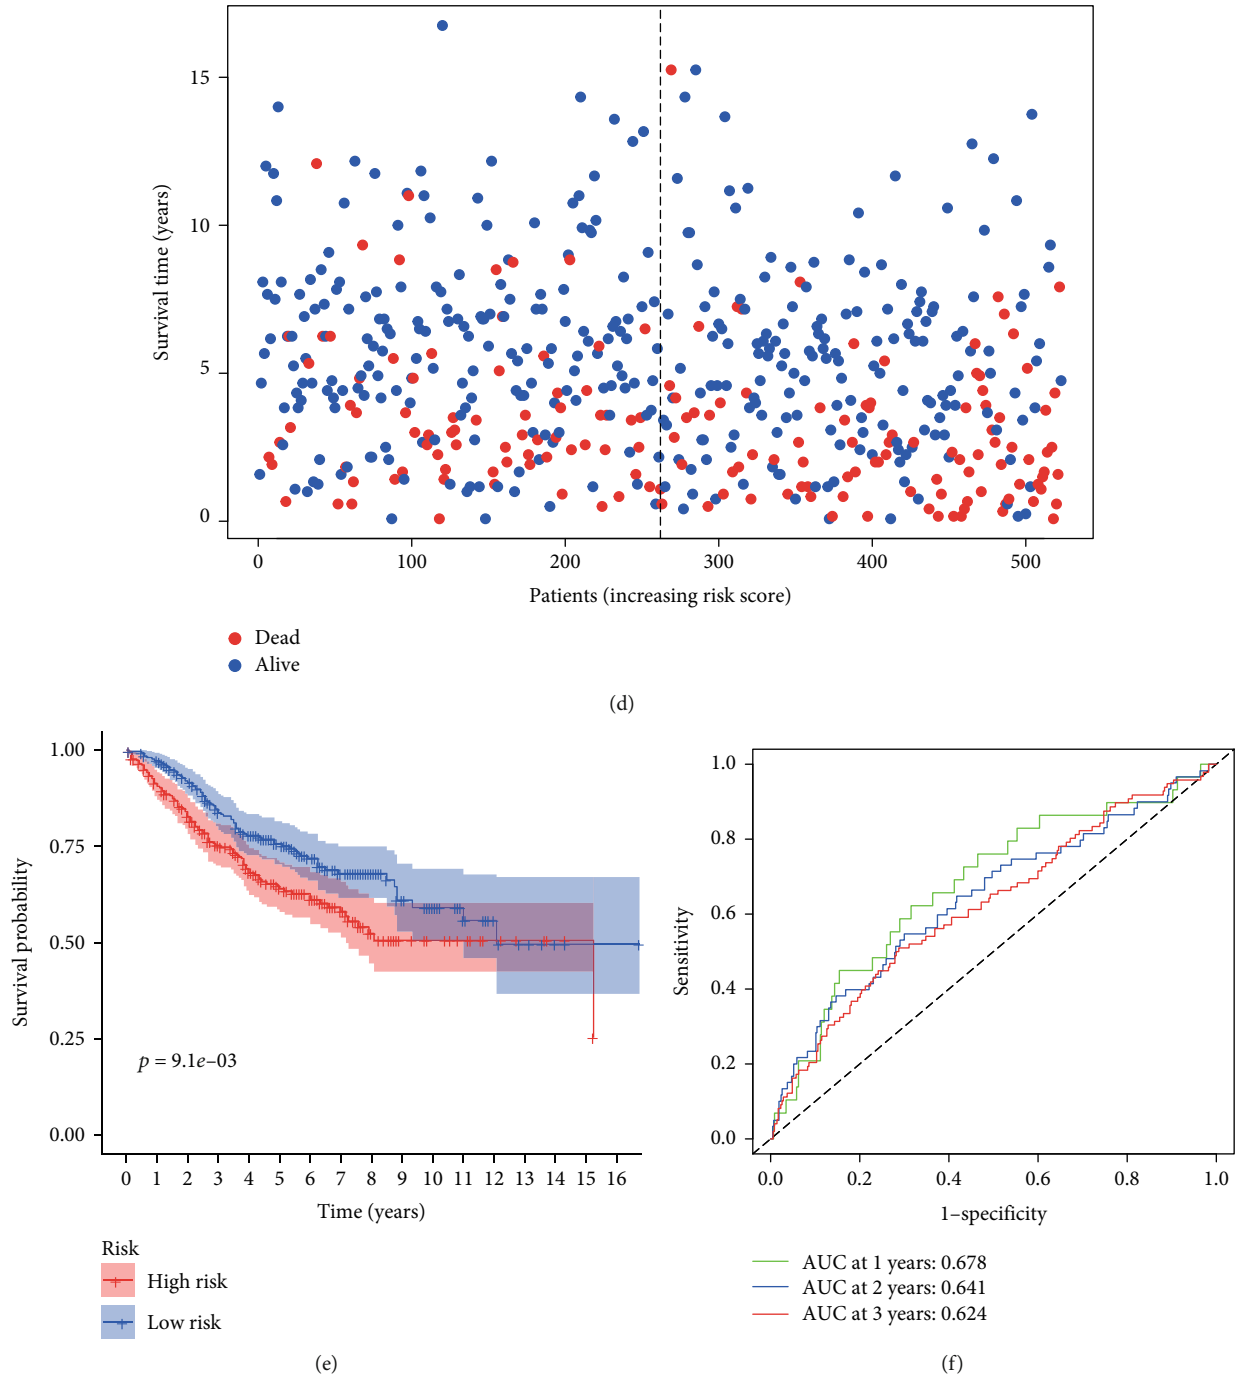 15
10
5
0
Survival time (years)
0 100 200 300 400 500
Patients (increasing risk score)
Dead
Alive
(d)
1.00
0.75
0.50
0.25
0.00
Survival probability
p = 9.1e–03
0 1 2 3 4 5 6 7 8 9 10 11 12 13 14 15 16
Time (years)
Risk
High risk
Low risk
(e)
1.0
0.8
0.6
0.4
0.2
0.0
Sensitivity
0.0 0.2 0.4 0.6 0.8 1.0
1–specificity
AUC at 1 years: 0.678
AUC at 2 years: 0.641
AUC at 3 years: 0.624
(f)